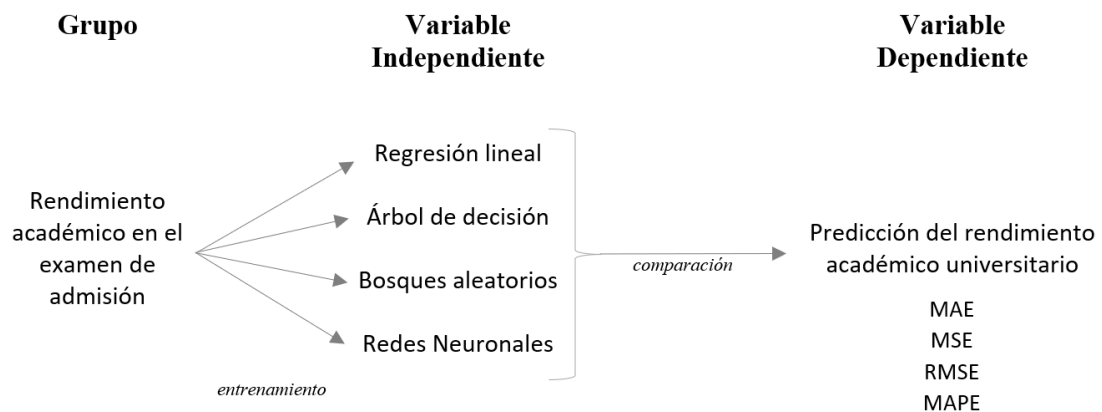 Grupo
Variable
Independiente
Variable
Dependiente
Rendimiento
académico en el
examen de
admisión
entrenamiento
Regresión lineal
Árbol de decisión
Bosques aleatorios
Redes Neuronales
comparación
Predicción del rendimiento
académico universitario
MAE
MSE
RMSE
MAPE